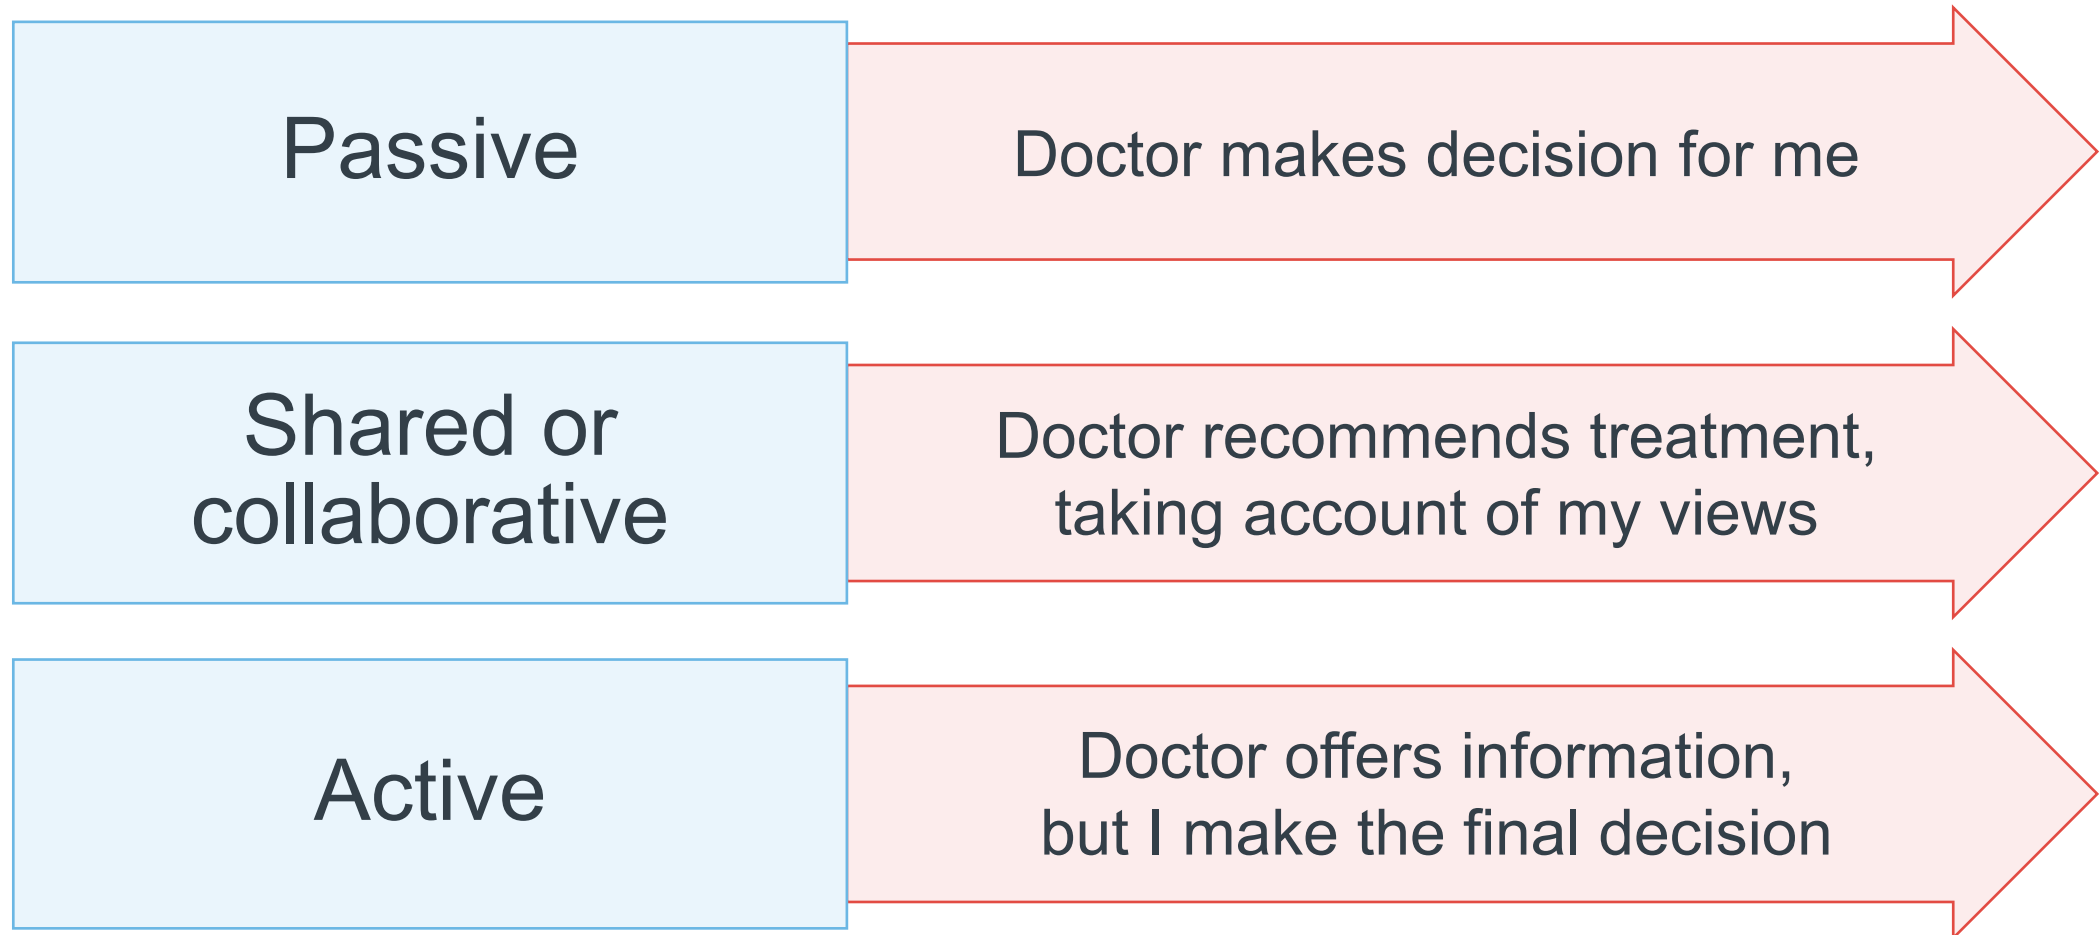 Passive
Doctor makes decision for me
Shared or
collaborative
Doctor recommends treatment,
taking account of my views
Active
Doctor offers information,
but I make the final decision